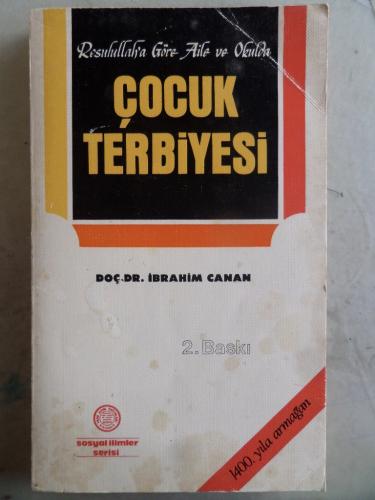 Resulullah'a Göre Aile ve Okulda
ÇOCUK
TERBİYESİ
DOÇ.DR. İBRAHİM CANAN
2. Baskı
1400. yıla armağan
sosyal ilimler
serisi